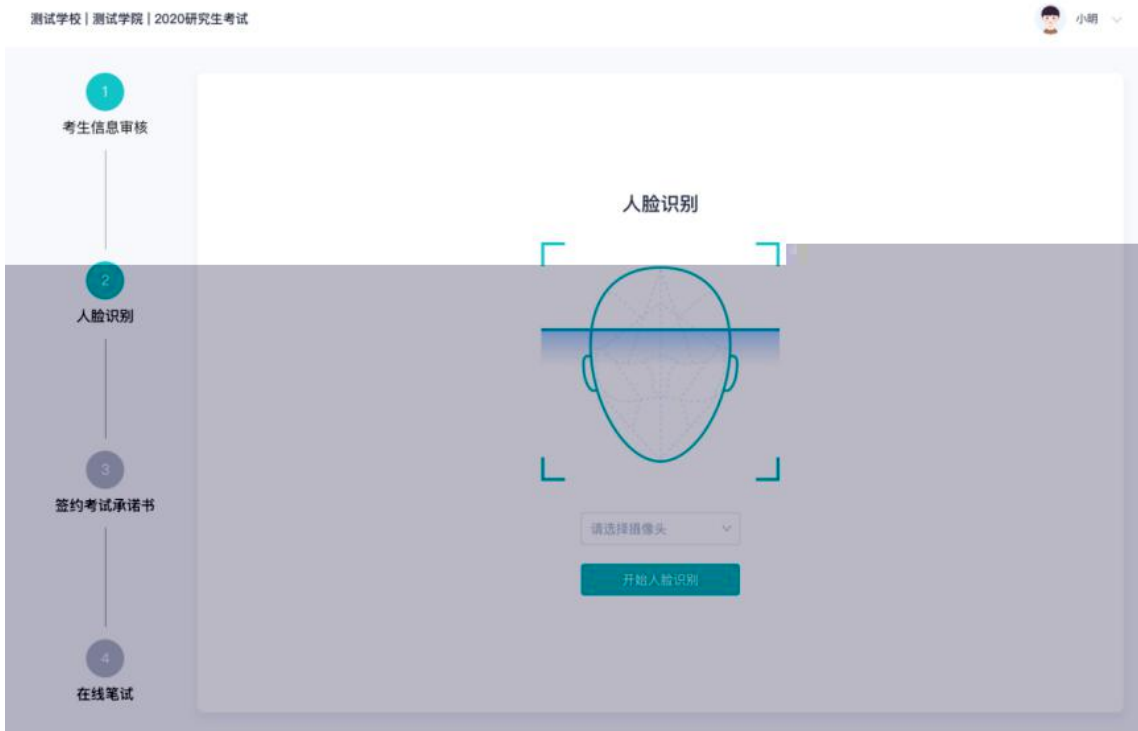 测试学校 | 测试学院 | 2020研究生考试
小明
1
考生信息审核
2
人脸识别
3
签约考试承诺书
4
在线笔试
人脸识别
请选择摄像头
开始人脸识别